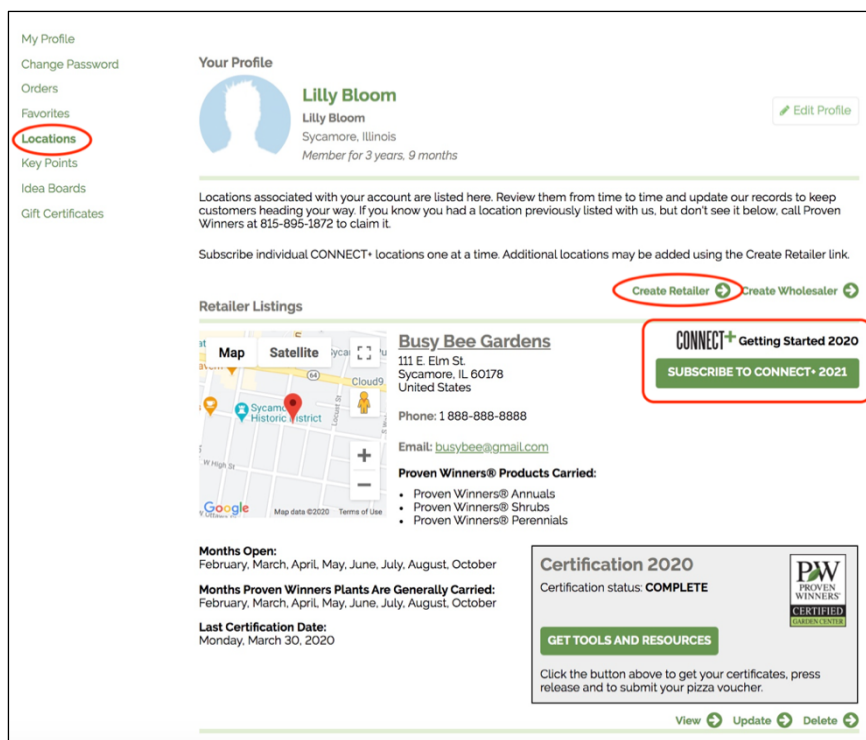 My Profile
Change Password
Orders
Favorites
Locations
Key Points
Idea Boards
Gift Certificates
Your Profile
Lilly Bloom
Lilly Bloom
Sycamore, Illinois
Member for 3 years, 9 months
Edit Profile
Locations associated with your account are listed here. Review them from time to time and update our records to keep
customers heading your way. If you know you had a location previously listed with us, but don't see it below, call Proven
Winners at 815-895-1872 to claim it.
Subscribe individual CONNECT+ locations one at a time. Additional locations may be added using the Create Retailer link.
Create Retailer
Create Wholesaler
Retailer Listings
Map
Satellite
64
Cloud9
Sycamo
Historic District
Locust St
W High St
Google
Map data ©2020
Terms of Use
Busy Bee Gardens
111 E. Elm St.
Sycamore, IL 60178
United States
Phone: 1 888-888-8888
Email: busybee@gmail.com
Proven Winners® Products Carried:
• Proven Winners® Annuals
• Proven Winners® Shrubs
• Proven Winners® Perennials
CONNECT+ Getting Started 2020
SUBSCRIBE TO CONNECT+ 2021
Months Open:
February, March, April, May, June, July, August, October
Months Proven Winners Plants Are Generally Carried:
February, March, April, May, June, July, August, October
Last Certification Date:
Monday, March 30, 2020
Certification 2020
Certification status: COMPLETE
PW
PROVEN
WINNERS®
CERTIFIED
GARDEN CENTER
GET TOOLS AND RESOURCES
Click the button above to get your certificates, press
release and to submit your pizza voucher.
View
Update
Delete